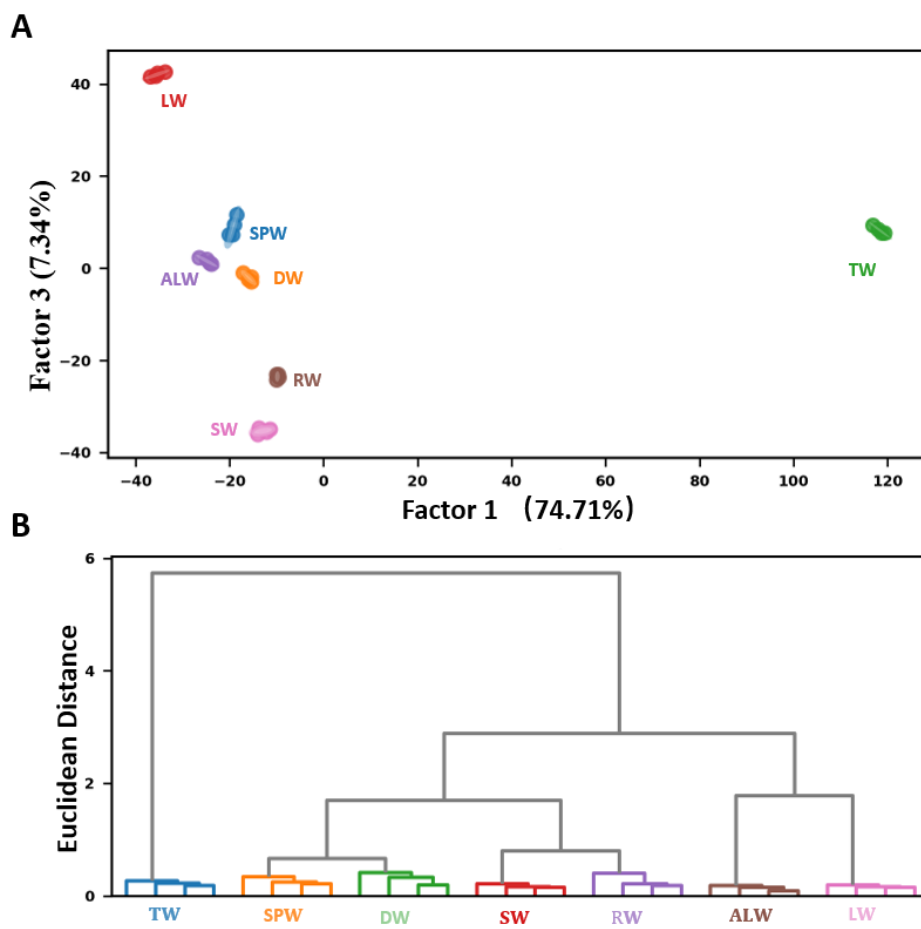 A
40
LW
20
SPW
0
ALW
DW
TW
−20
RW
SW
−40
Factor 3 (7.34%)
−40 −20 0 20 40 60 80 100 120
Factor 1 (74.71%)
B
6
4
2
0
Euclidean Distance
TW SPW DW SW RW ALW LW